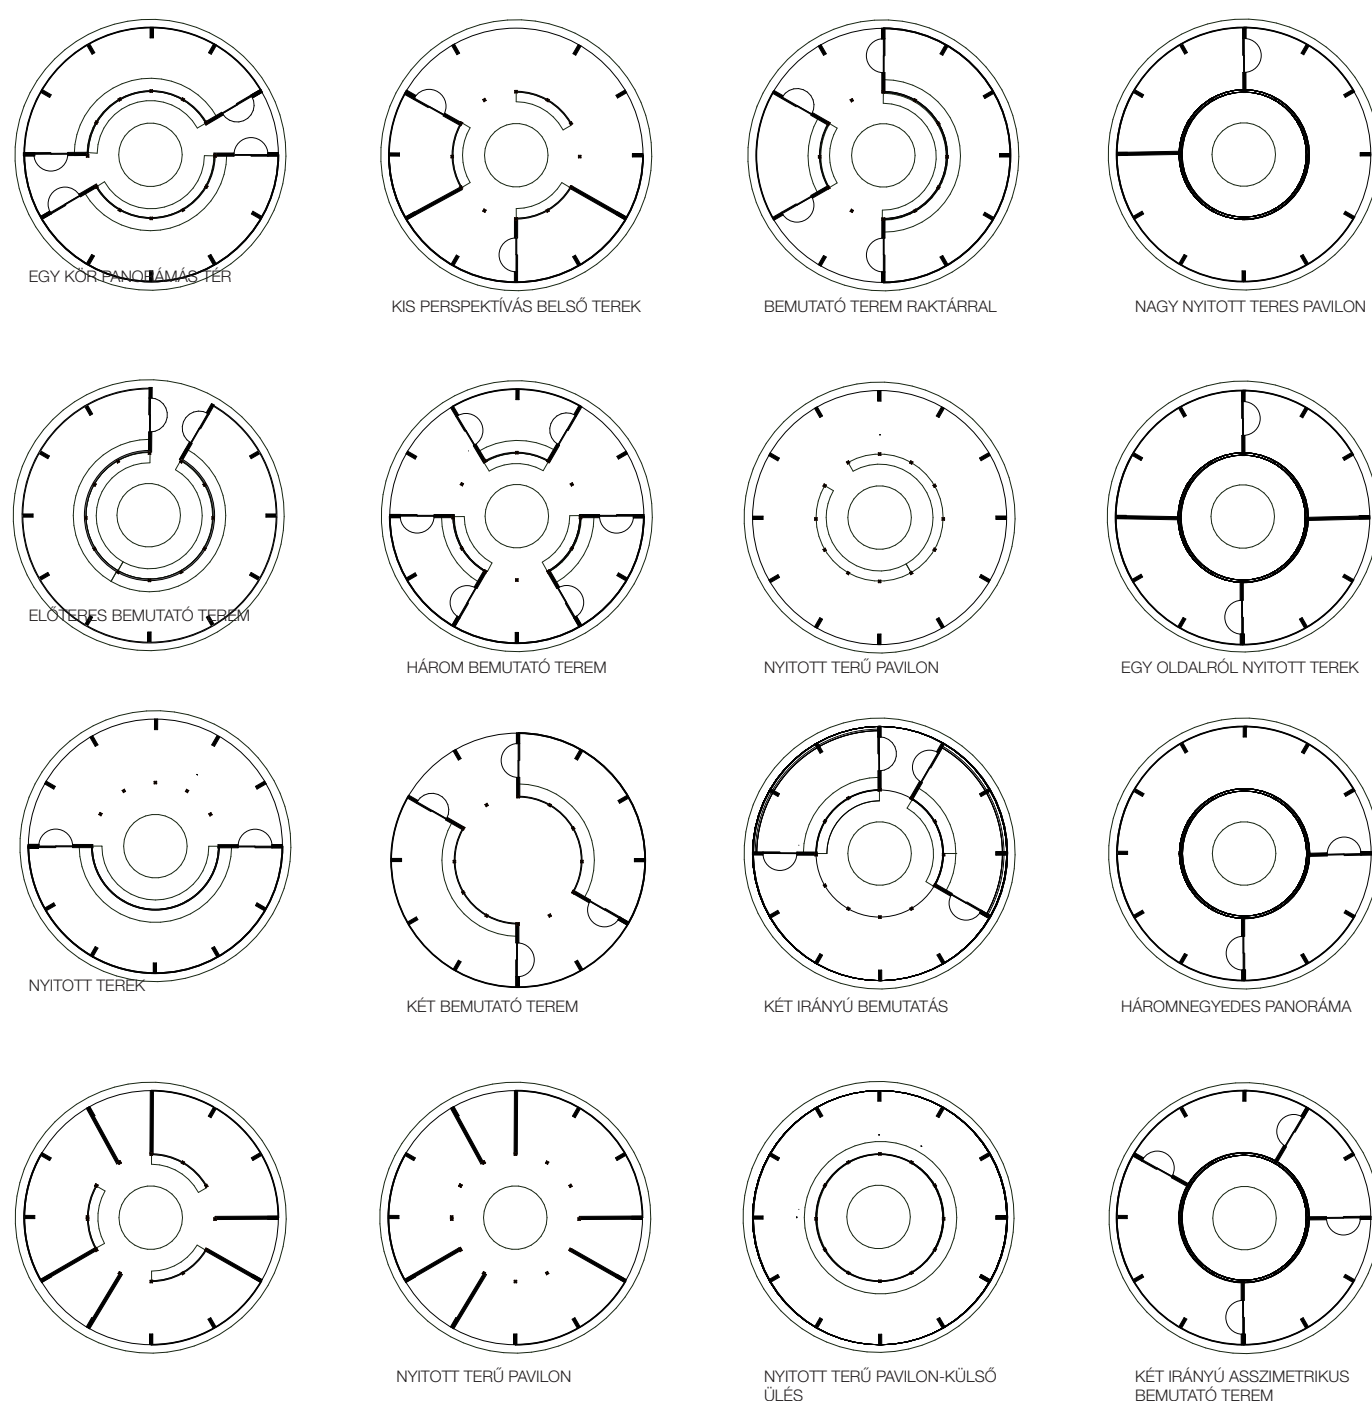 EGY KÖR PANORÁMÁS TÉR
KIS PERSPEKTÍVÁS BELSŐ TEREK
BEMUTATÓ TEREM RAKTÁRRAL
NAGY NYITOTT TERES PAVILON
ELŐTERES BEMUTATÓ TEREM
HÁROM BEMUTATÓ TEREM
NYITOTT TERŰ PAVILON
EGY OLDALRÓL NYITOTT TEREK
NYITOTT TEREK
KÉT BEMUTATÓ TEREM
KÉT IRÁNYÚ BEMUTATÁS
HÁROMNEGYEDES PANORÁMA
NYITOTT TERŰ PAVILON
NYITOTT TERŰ PAVILON-KÜLSŐ
ÜLÉS
KÉT IRÁNYÚ ASSZIMETRIKUS
BEMUTATÓ TEREM